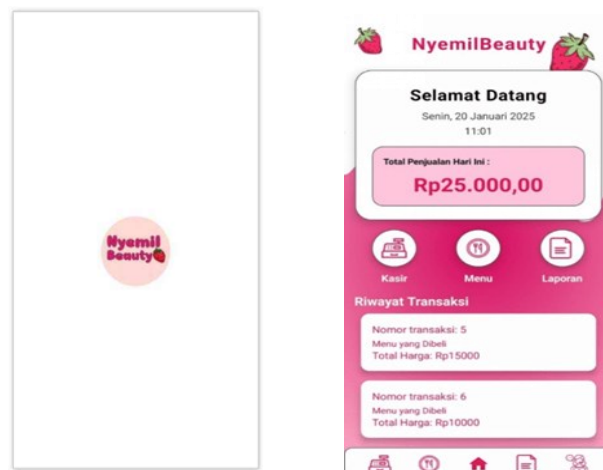 Nyemil
Beauty
NyemilBeauty
Selamat Datang
Senin, 20 Januari 2025
11:01
Total Penjualan Hari Ini :
Rp25.000,00
Kasir
Menu
Laporan
Riwayat Transaksi
Nomor transaksi: 5
Menu yang Dibeli
Total Harga: Rp15000
Nomor transaksi: 6
Menu yang Dibeli
Total Harga: Rp10000